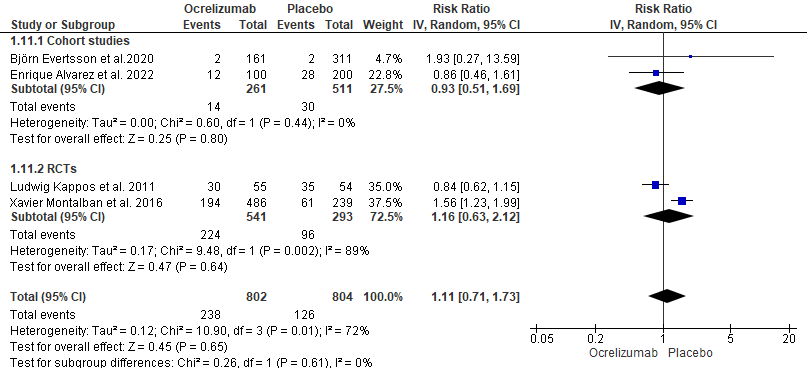 Ocrelizumab Placebo Risk Ratio Risk Ratio
Study or Subgroup Events Total Events Total Weight IV, Random, 95% CI IV, Random, 95% CI
1.11.1 Cohort studies
Björn Evertsson et al.2020 2 161 2 311 4.7% 1.93 [0.27, 13.59]
Enrique Alvarez et al. 2022 12 100 28 200 22.8% 0.86 [0.46, 1.61]
Subtotal (95% CI) 261 511 27.5% 0.93 [0.51, 1.69]
Total events 14 30
Heterogeneity: Tau² = 0.00; Chi² = 0.60, df = 1 (P = 0.44); I² = 0%
Test for overall effect: Z = 0.25 (P = 0.80)
1.11.2 RCTs
Ludwig Kappos et al. 2011 30 55 35 54 35.0% 0.84 [0.62, 1.15]
Xavier Montalban et al. 2016 194 486 61 239 37.5% 1.56 [1.23, 1.99]
Subtotal (95% CI) 541 293 72.5% 1.16 [0.63, 2.12]
Total events 224 96
Heterogeneity: Tau² = 0.17; Chi² = 9.48, df = 1 (P = 0.002); I² = 89%
Test for overall effect: Z = 0.47 (P = 0.64)
Total (95% CI) 802 804 100.0% 1.11 [0.71, 1.73]
Total events 238 126
Heterogeneity: Tau² = 0.12; Chi² = 10.90, df = 3 (P = 0.01); I² = 72%
Test for overall effect: Z = 0.45 (P = 0.65)
Test for subgroup differences: Chi² = 0.26, df = 1 (P = 0.61), I² = 0%
0.05 0.2 1 5 20
Ocrelizumab Placebo